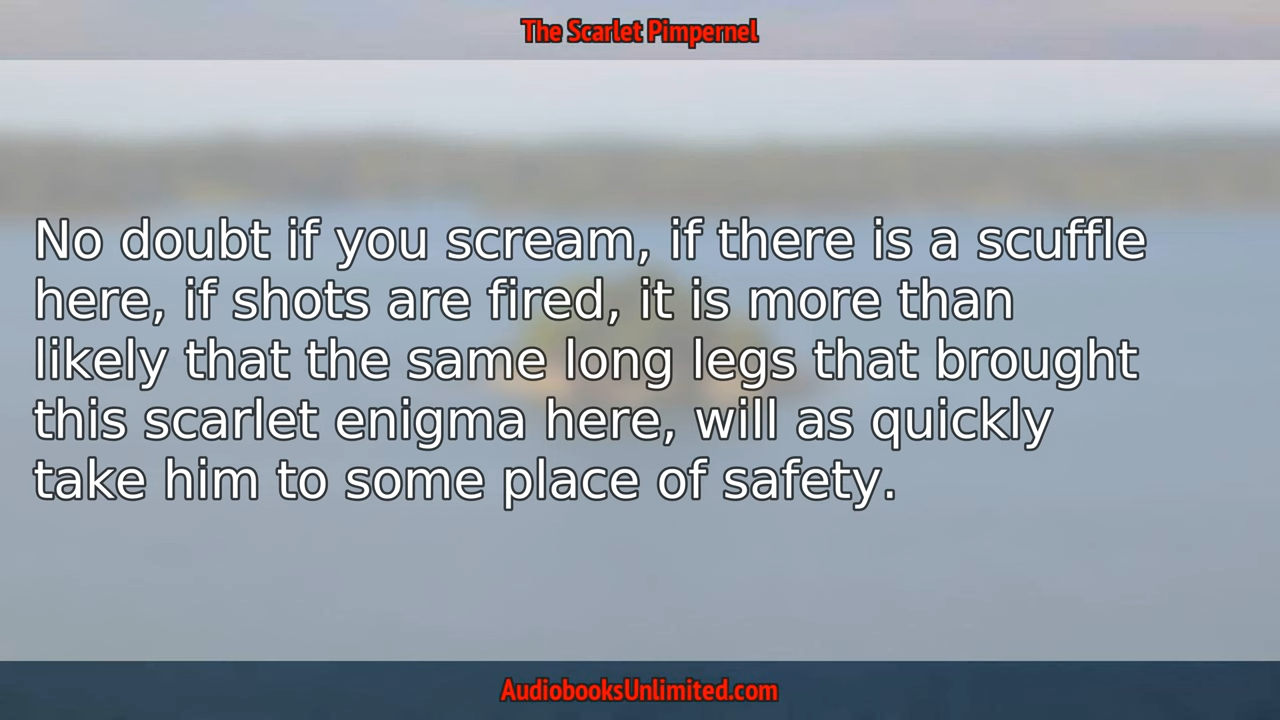 The Scarlet Pimpernel
No doubt if you scream, if there is a scuffle
here, if shots are fired, it is more than
likely that the same long legs that brought
this scarlet enigma here, will as quickly
take him to some place of safety.
AudiobooksUnlimited.com